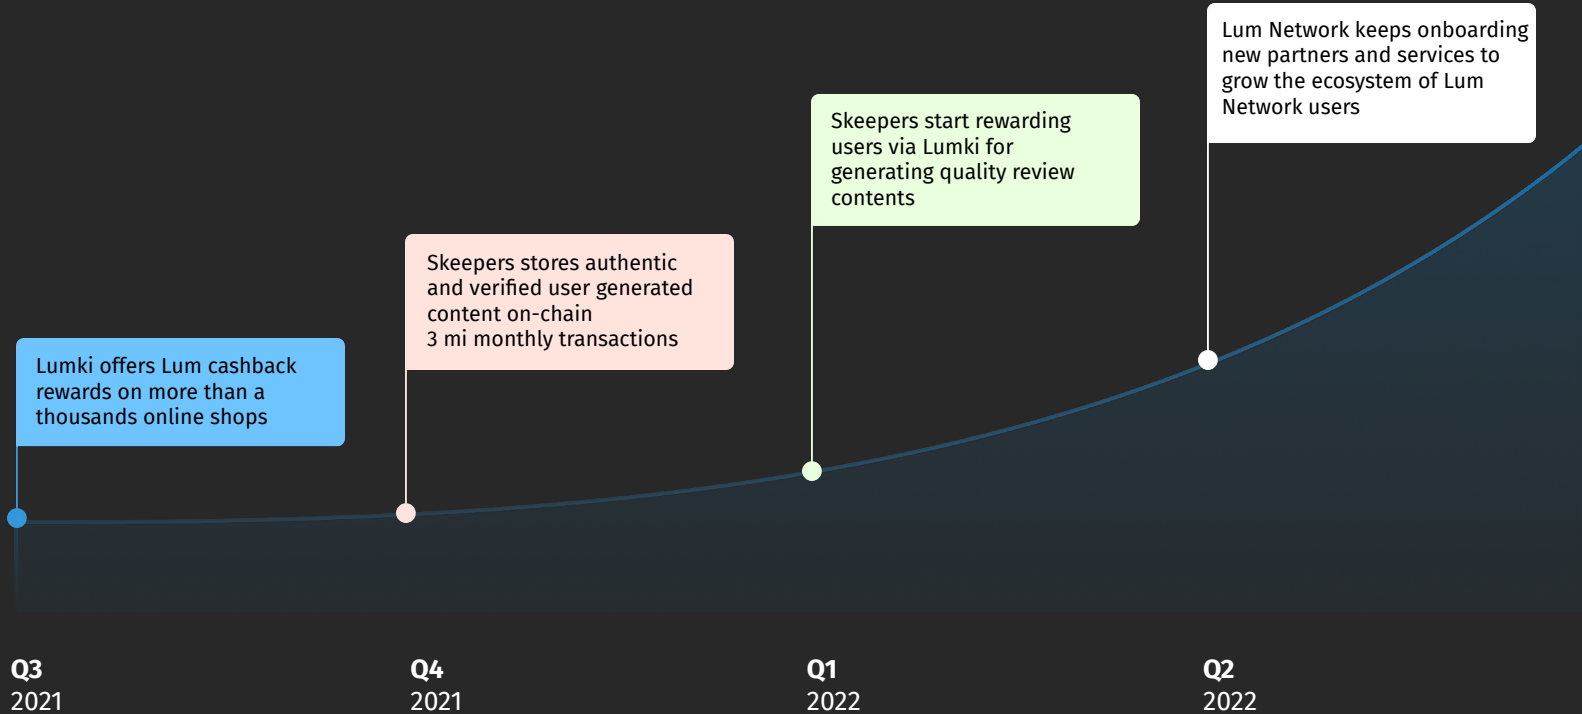 Lum Network keeps onboarding
new partners and services to
grow the ecosystem of Lum
Network users
Skeepers start rewarding
users via Lumki for
generating quality review
contents
Skeepers stores authentic
and verified user generated
content on-chain
3 mi monthly transactions
Lumki offers Lum cashback
rewards on more than a
thousands online shops
Q3
2021
Q4
2021
Q1
2022
Q2
2022